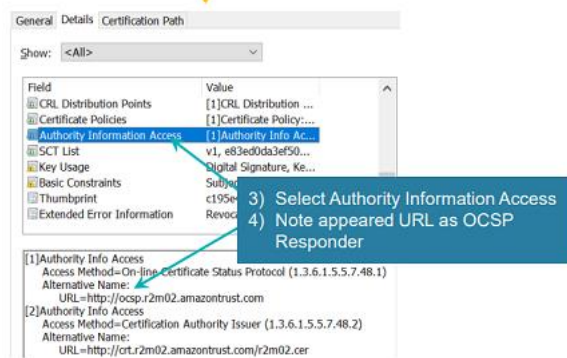 General Details Certification Path
Show: <All>
Field Value
CRL Distribution Points [1]CRL Distribution ...
Certificate Policies [1]Certificate Policy:...
Authority Information Access [1]Authority Info Ac...
SCT List v1, e83ed0da3ef50...
Key Usage Digital Signature, Ke...
Basic Constraints
Thumbprint
Extended Error Information
3) Select Authority Information Access
4) Note appeared URL as OCSP
Responder
[1]Authority Info Access
Access Method=On-line Certificate Status Protocol (1.3.6.1.5.5.7.48.1)
Alternative Name:
URL=http://ocsp.r2m02.amazontrust.com
[2]Authority Info Access
Access Method=Certification Authority Issuer (1.3.6.1.5.5.7.48.2)
Alternative Name:
URL=http://crt.r2m02.amazontrust.com/r2m02.cer